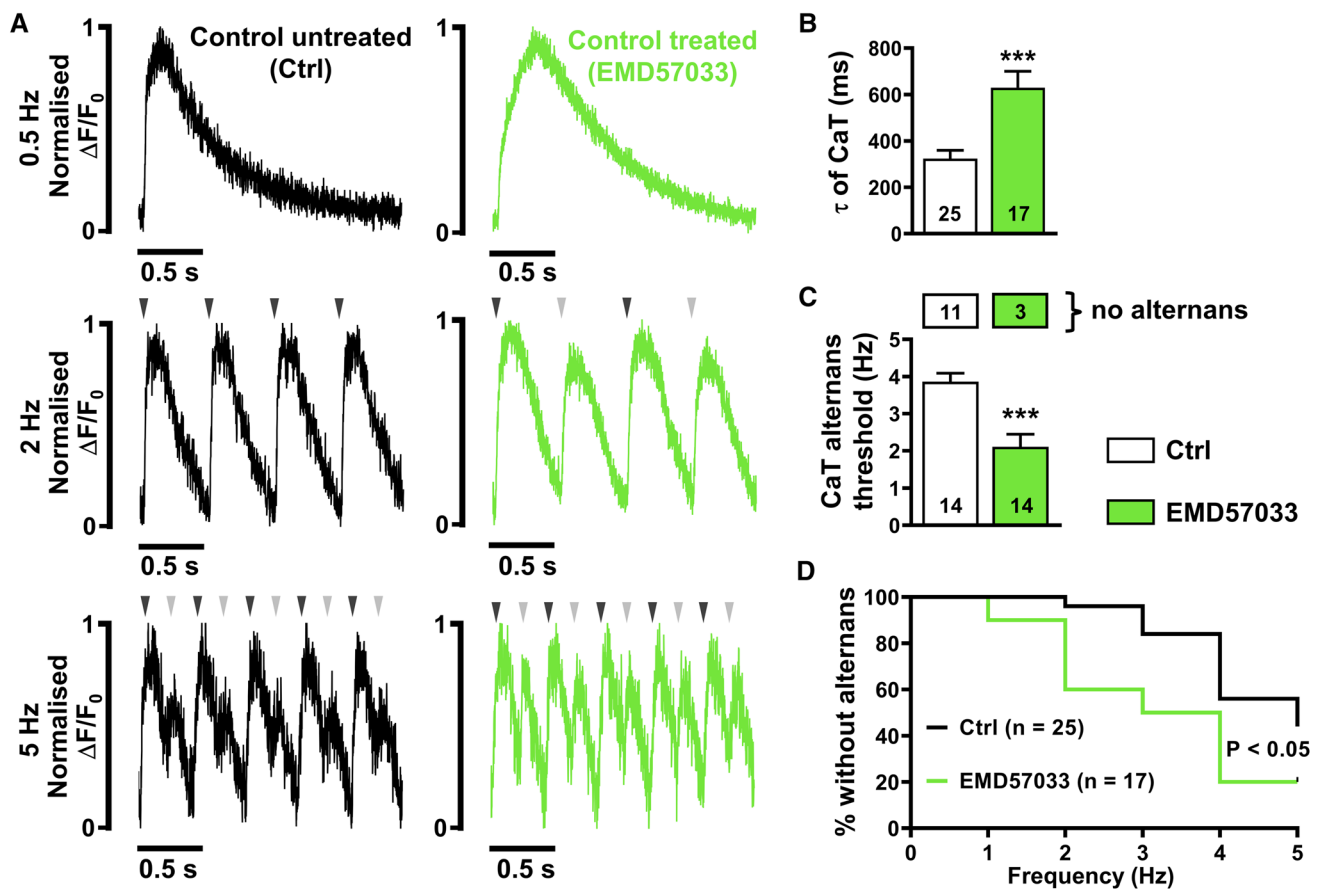 A
Control untreated
(Ctrl)
Control treated
(EMD57033)
0.5 Hz
Normalised
ΔF/F0
1
0
1
0
0.5 s
0.5 s
2 Hz
Normalised
ΔF/F0
1
0
1
0
0.5 s
0.5 s
5 Hz
Normalised
ΔF/F0
1
0
1
0
0.5 s
0.5 s
B
τ of CaT (ms)
800
600
400
200
0
***
25
17
C
11
3
no alternans
CaT alternans
threshold (Hz)
5
4
3
2
1
0
***
14
14
Ctrl
EMD57033
D
% without alternans
100
80
60
40
20
0
Ctrl (n = 25)
P < 0.05
EMD57033 (n = 17)
0 1 2 3 4 5
Frequency (Hz)